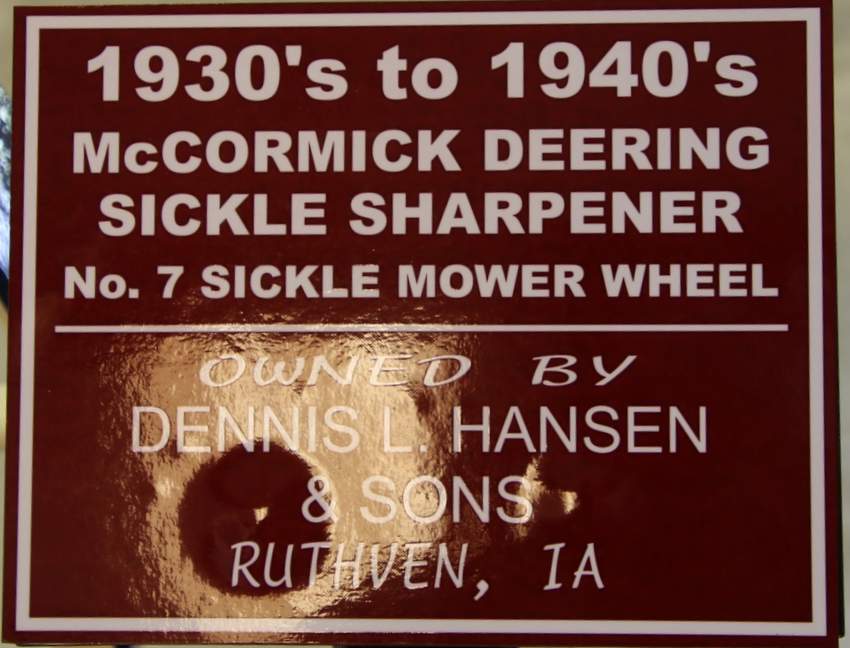 1930's to 1940's
McCORMICK DEERING
SICKLE SHARPENER
No. 7 SICKLE MOWER WHEEL
OWNED BY
DENNIS L. HANSEN
& SONS
RUTHVEN, IA